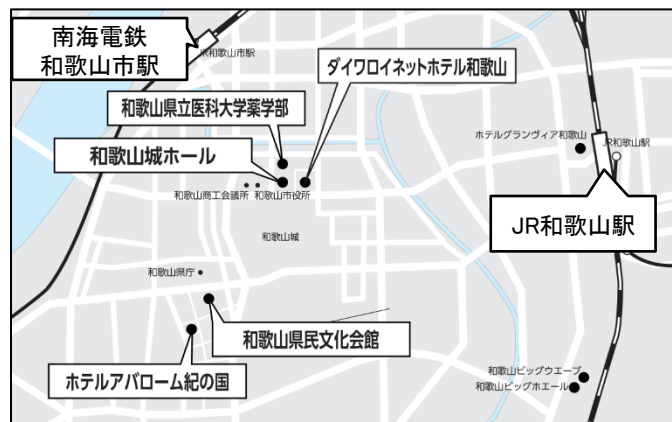 南海電鉄
和歌山市駅
JR和歌山市駅
ダイワロイネットホテル和歌山
和歌山県立医科大学薬学部
ホテルグランヴィア和歌山
JR和歌山駅
和歌山城ホール
和歌山商工会議所
和歌山市役所
JR和歌山駅
和歌山城
和歌山県庁
和歌山県民文化会館
ホテルアバローム紀の国
和歌山ビッグウエーブ
和歌山ビッグホエール